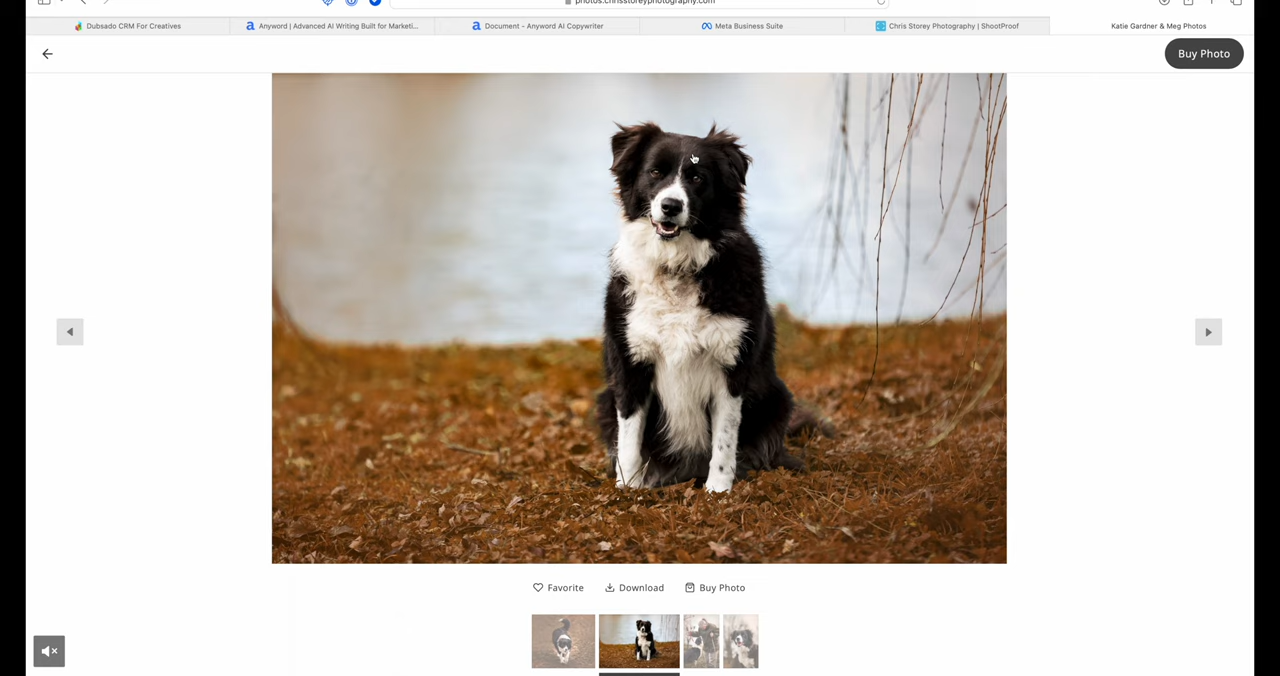 photos.chrisstoreyphotography.com
Dubsado CRM For Creatives
Anyword | Advanced AI Writing Built for Marketi...
Document - Anyword AI Copywriter
Meta Business Suite
Chris Storey Photography | ShootProof
Katie Gardner & Meg Photos
Buy Photo
Favorite
Download
Buy Photo